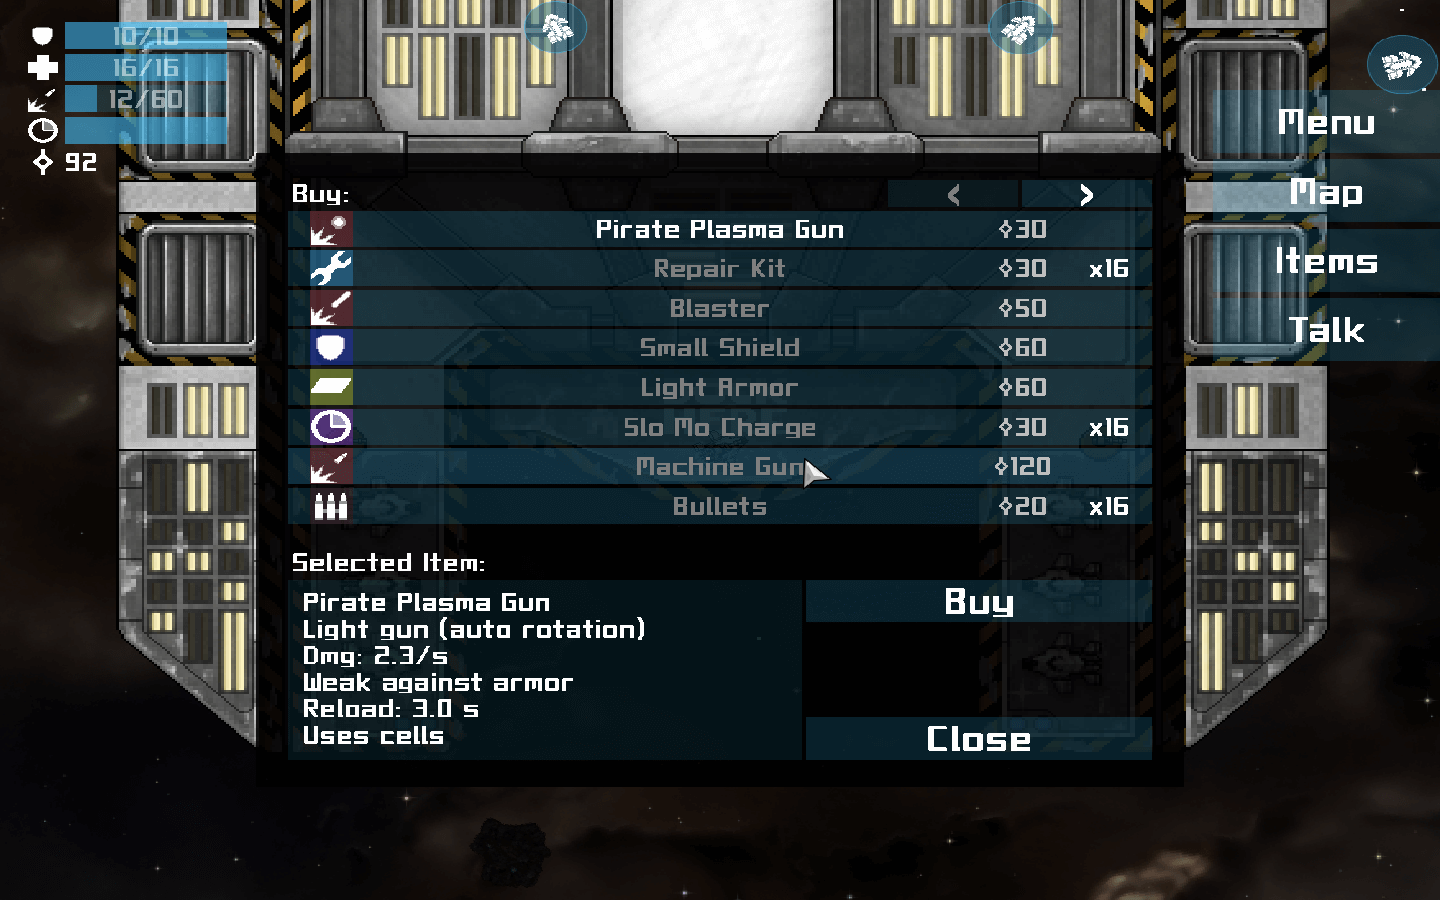 10/10
16/16
12/60
92
Menu
Map
Items
Talk
Buy: < >
Pirate Plasma Gun 30
Repair Kit 30 x16
Blaster 50
Small Shield 60
Light Armor 60
Slo Mo Charge 30 x16
Machine Gun 120
Bullets 20 x16
Selected Item:
Pirate Plasma Gun
Light gun (auto rotation)
Dmg: 2.3/s
Weak against armor
Reload: 3.0 s
Uses cells
Buy
Close